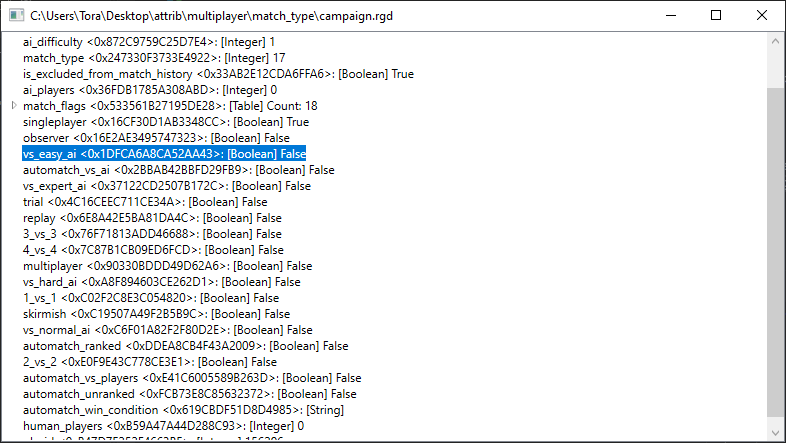 C:\Users\Tora\Desktop\attrib\multiplayer\match_type\campaign.rgd
ai_difficulty <0x872C9759C25D7E4>: [Integer] 1
match_type <0x247330F3733E4922>: [Integer] 17
is_excluded_from_match_history <0x33AB2E12CDA6FFA6>: [Boolean] True
ai_players <0x36FDB1785A308ABD>: [Integer] 0
match_flags <0x533561B27195DE28>: [Table] Count: 18
singleplayer <0x16CF30D1AB3348CC>: [Boolean] True
observer <0x16E2AE3495747323>: [Boolean] False
vs_easy_ai <0x1DFCA6A8CA52AA43>: [Boolean] False
automatch_vs_ai <0x2BBAB42BBFD29FB9>: [Boolean] False
vs_expert_ai <0x37122CD2507B172C>: [Boolean] False
trial <0x4C16CEEC711CE34A>: [Boolean] False
replay <0x6E8A42E5BA81DA4C>: [Boolean] False
3_vs_3 <0x76F71813ADD46688>: [Boolean] False
4_vs_4 <0x7C87B1CB09ED6FCD>: [Boolean] False
multiplayer <0x90330BDDD49D62A6>: [Boolean] False
vs_hard_ai <0xA8F894603CE262D1>: [Boolean] False
1_vs_1 <0xC02F2C8E3C054820>: [Boolean] False
skirmish <0xC19507A49F2B5B9C>: [Boolean] False
vs_normal_ai <0xC6F01A82F2F80D2E>: [Boolean] False
automatch_ranked <0xDDEA8CB4F43A2009>: [Boolean] False
2_vs_2 <0xE0F9E43C778CE3E1>: [Boolean] False
automatch_vs_players <0xE41C6005589B263D>: [Boolean] False
automatch_unranked <0xFCB73E8C85632372>: [Boolean] False
automatch_win_condition <0x619CBDF51D8D4985>: [String]
human_players <0xB59A47A44D288C93>: [Integer] 0